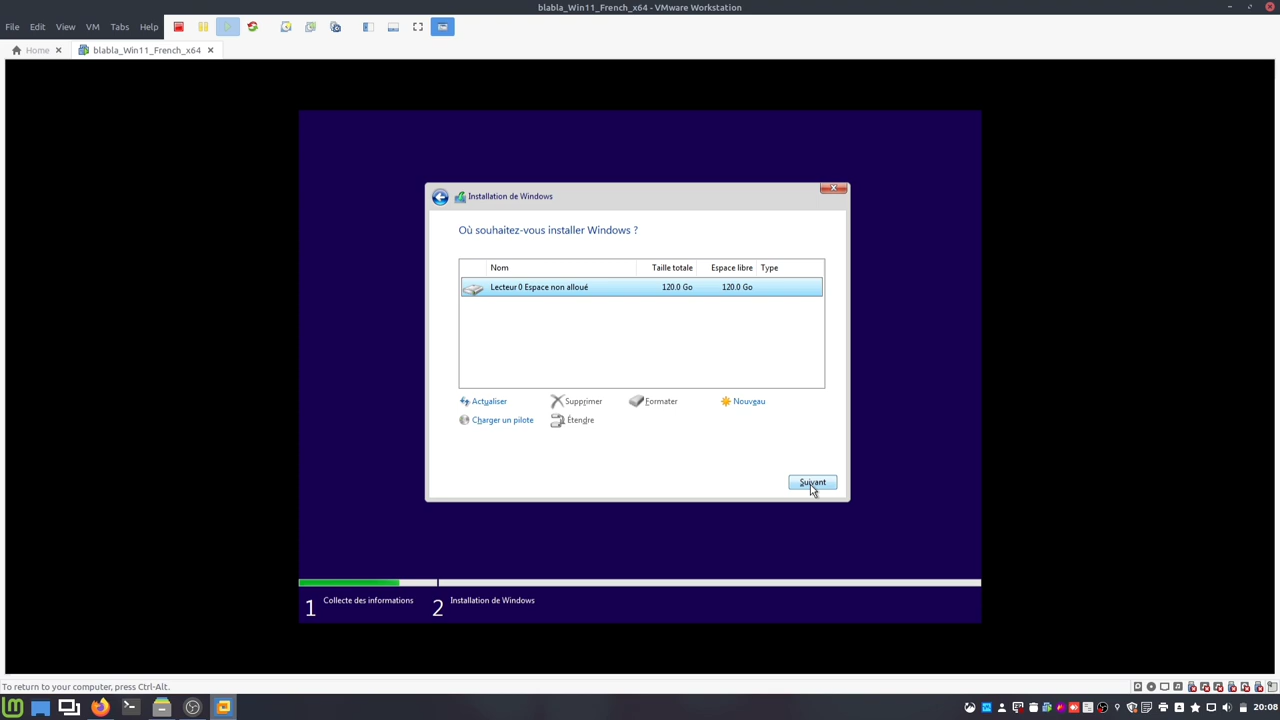 blabla_Win11_French_x64 - VMware Workstation
File Edit View VM Tabs Help
Home blabla_Win11_French_x64
Installation de Windows
Où souhaitez-vous installer Windows ?
Nom Taille totale Espace libre Type
Lecteur 0 Espace non alloué 120.0 Go 120.0 Go
Actualiser Supprimer Formater Nouveau
Charger un pilote Étendre
Suivant
1 Collecte des informations 2 Installation de Windows
To return to your computer, press Ctrl-Alt.
20:08